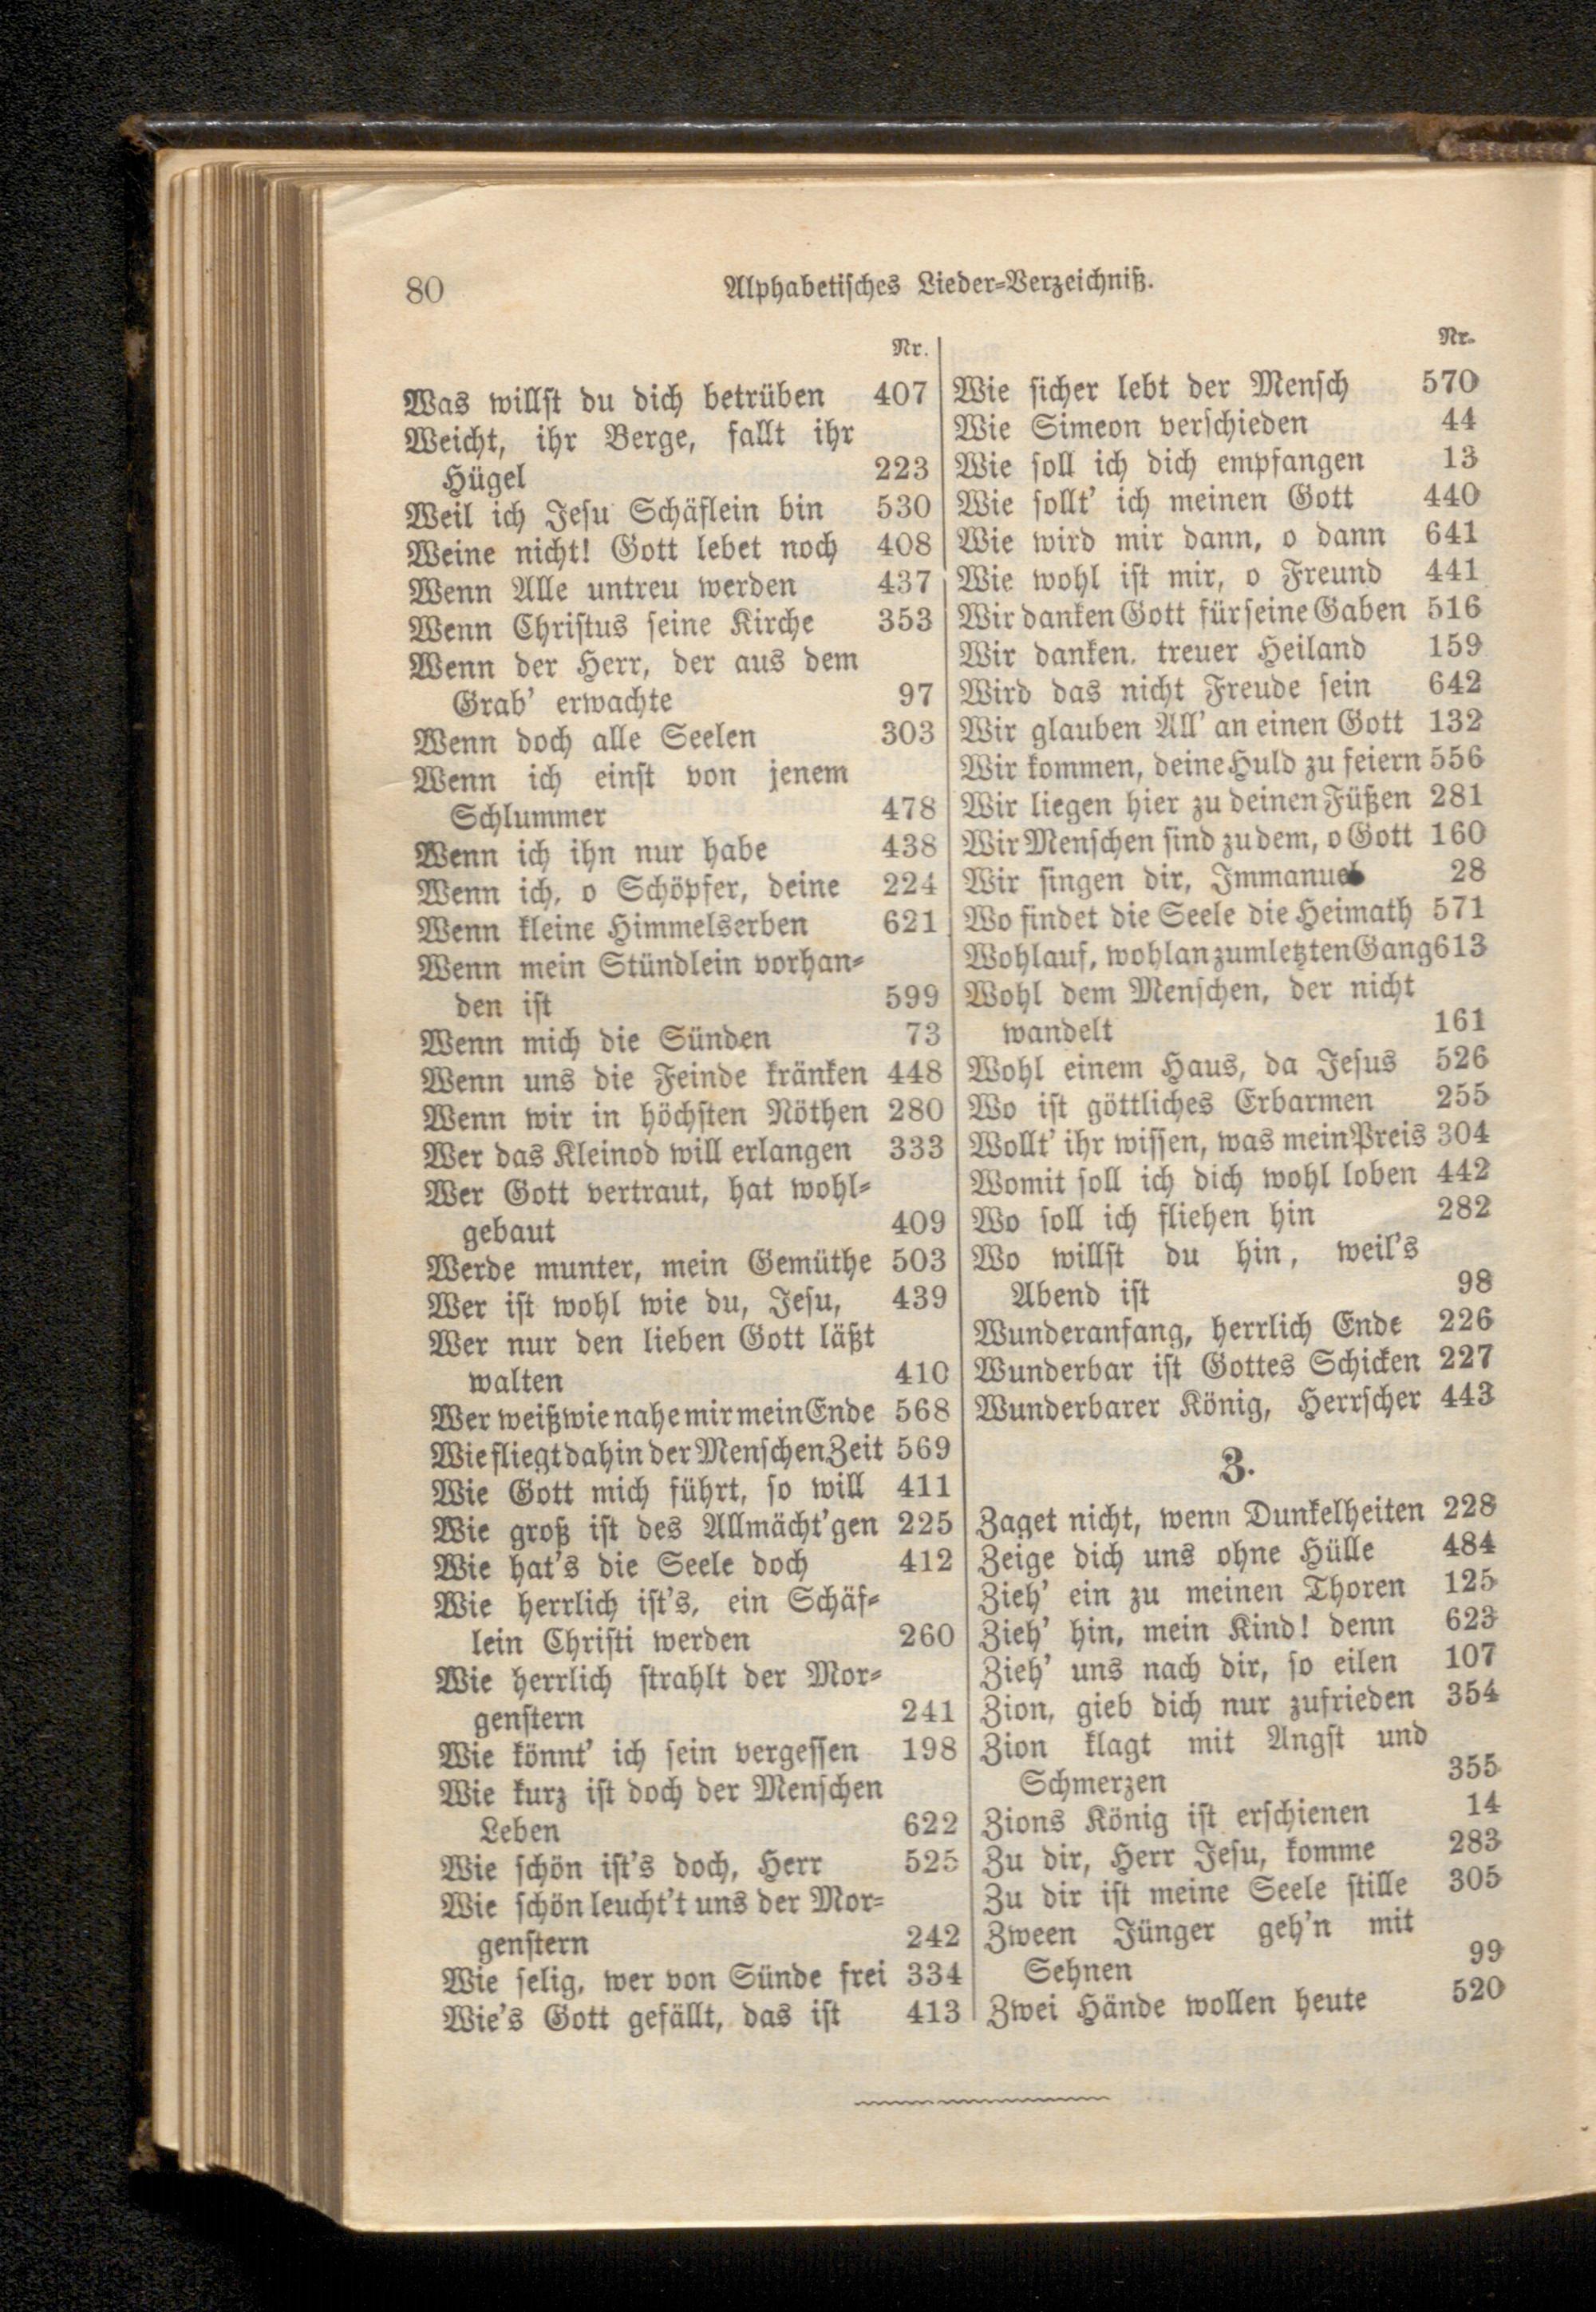 80
Alphabetisches Lieder-Verzeichniß.
Nr.
Was willst du dich betrüben 407
Weicht, ihr Berge, fallt ihr
Hügel 223
Weil ich Jesu Schäflein bin 530
Weine nicht! Gott lebet noch 408
Wenn Alle untreu werden 437
Wenn Christus seine Kirche 353
Wenn der Herr, der aus dem
Grab' erwachte 97
Wenn doch alle Seelen 303
Wenn ich einst von jenem
Schlummer 478
Wenn ich ihn nur habe 438
Wenn ich, o Schöpfer, deine 224
Wenn kleine Himmelserben 621
Wenn mein Stündlein vorhan-
den ist 599
Wenn mich die Sünden 73
Wenn uns die Feinde kränken 448
Wenn wir in höchsten Nöthen 280
Wer das Kleinod will erlangen 333
Wer Gott vertraut, hat wohl-
gebaut 409
Werde munter, mein Gemüthe 503
Wer ist wohl wie du, Jesu, 439
Wer nur den lieben Gott läßt
walten 410
Wer weiß wie nahe mir mein Ende 568
Wie fliegt dahin der Menschen Zeit 569
Wie Gott mich führt, so will 411
Wie groß ist des Allmächt'gen 225
Wie hat's die Seele doch 412
Wie herrlich ist's, ein Schäf-
lein Christi werden 260
Wie herrlich strahlt der Mor-
genstern 241
Wie könnt' ich sein vergessen 198
Wie kurz ist doch der Menschen
Leben 622
Wie schön ist's doch, Herr 525
Wie schön leucht't uns der Mor-
genstern 242
Wie selig, wer von Sünde frei 334
Wie's Gott gefällt, das ist 413
Nr.
Wie sicher lebt der Mensch 570
Wie Simeon verschieden 44
Wie soll ich dich empfangen 13
Wie sollt' ich meinen Gott 440
Wie wird mir dann, o dann 641
Wie wohl ist mir, o Freund 441
Wir danken Gott für seine Gaben 516
Wir danken, treuer Heiland 159
Wird das nicht Freude sein 642
Wir glauben All' an einen Gott 132
Wir kommen, deine Huld zu feiern 556
Wir liegen hier zu deinen Füßen 281
Wir Menschen sind zu dem, o Gott 160
Wir singen dir, Immanuel 28
Wo findet die Seele die Heimath 571
Wohlauf, wohlan zum letzten Gang 613
Wohl dem Menschen, der nicht
wandelt 161
Wohl einem Haus, da Jesus 526
Wo ist göttliches Erbarmen 255
Wollt' ihr wissen, was mein Preis 304
Womit soll ich dich wohl loben 442
Wo soll ich fliehen hin 282
Wo willst du hin, weil's
Abend ist 98
Wunderanfang, herrlich Ende 226
Wunderbar ist Gottes Schicken 227
Wunderbarer König, Herrscher 443
Z.
Zaget nicht, wenn Dunkelheiten 228
Zeige dich uns ohne Hülle 484
Zieh' ein zu meinen Thoren 125
Zieh' hin, mein Kind! denn 623
Zieh' uns nach dir, so eilen 107
Zion, gieb dich nur zufrieden 354
Zion klagt mit Angst und
Schmerzen 355
Zions König ist erschienen 14
Zu dir, Herr Jesu, komme 283
Zu dir ist meine Seele stille 305
Zween Jünger geh'n mit
Sehnen 99
Zwei Hände wollen heute 520